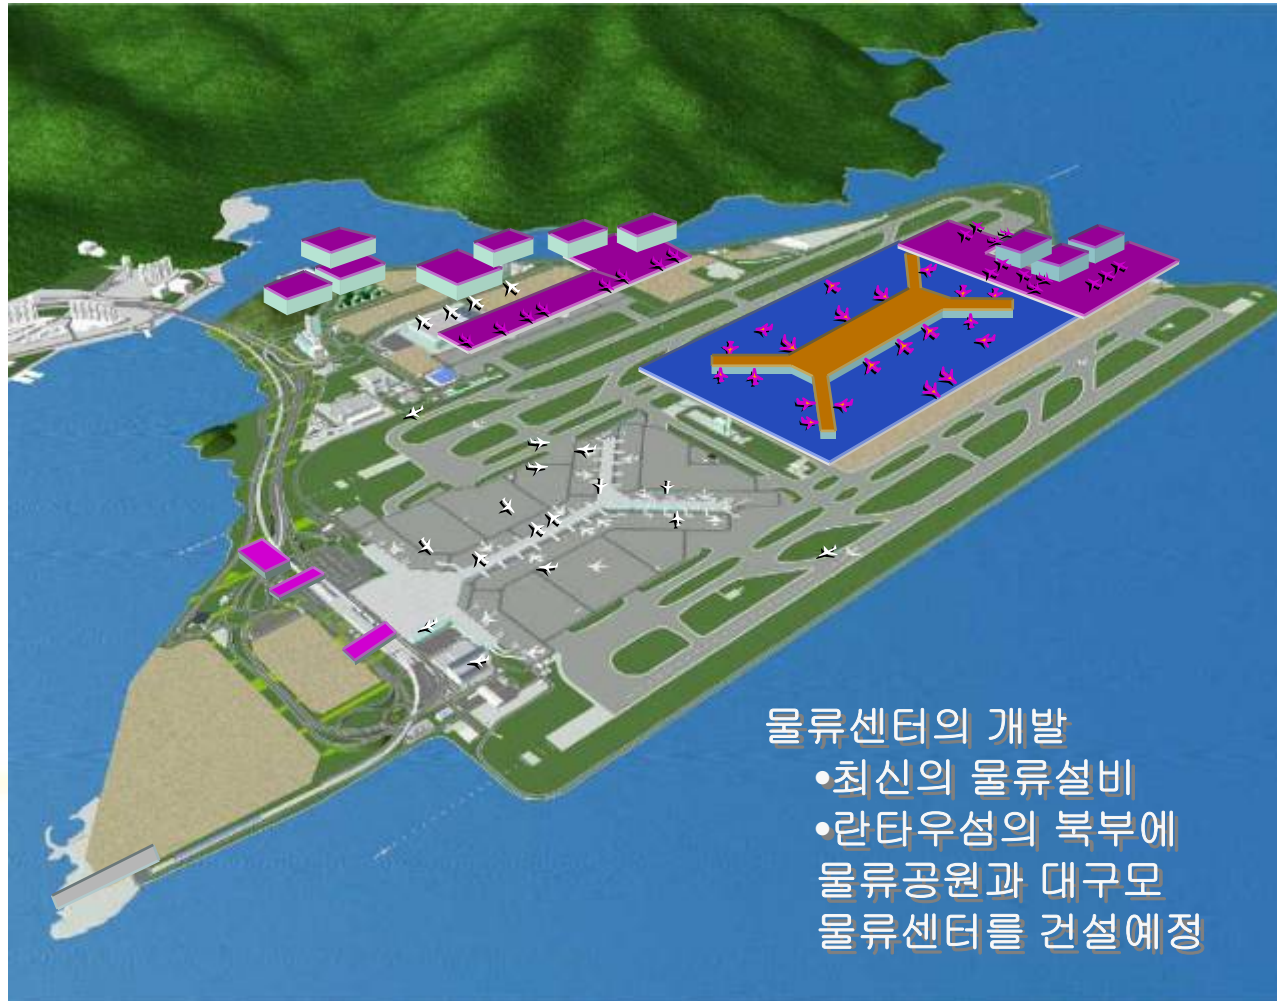 물류센터의 개발
•최신의 물류설비
•란타우섬의 북부에
물류공원과 대구모
물류센터를 건설예정